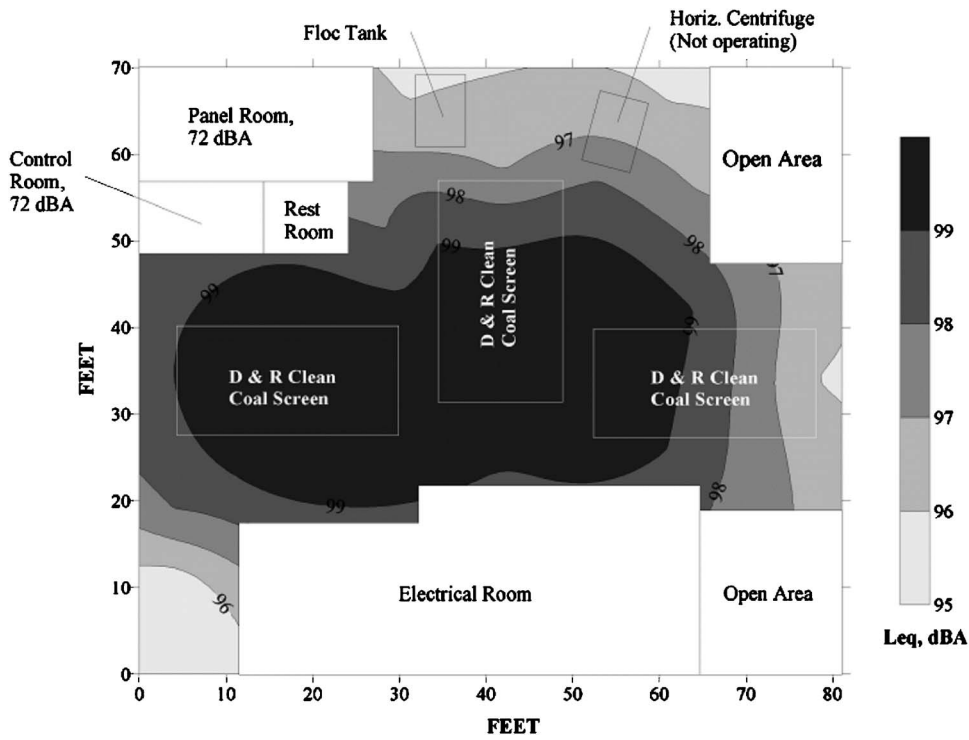 Floc Tank
Horiz. Centrifuge
(Not operating)
Panel Room,
72 dBA
Control
Room,
72 dBA
Rest
Room
Open Area
97
98
99
98
97
99
99
D & R Clean
Coal Screen
D & R Clean
Coal Screen
D & R Clean
Coal Screen
99
98
96
Electrical Room
Open Area
70
60
50
40
30
20
10
0
FEET
0
10
20
30
40
50
60
70
80
FEET
99
98
97
96
95
Leq, dBA